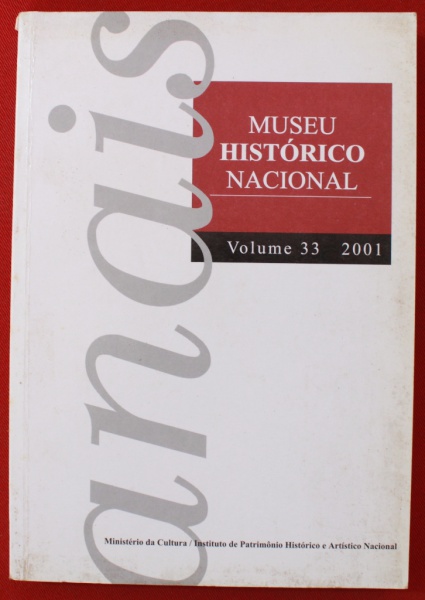 anais
MUSEU
HISTÓRICO
NACIONAL
Volume 33 2001
Ministério da Cultura / Instituto de Patrimônio Histórico e Artístico Nacional